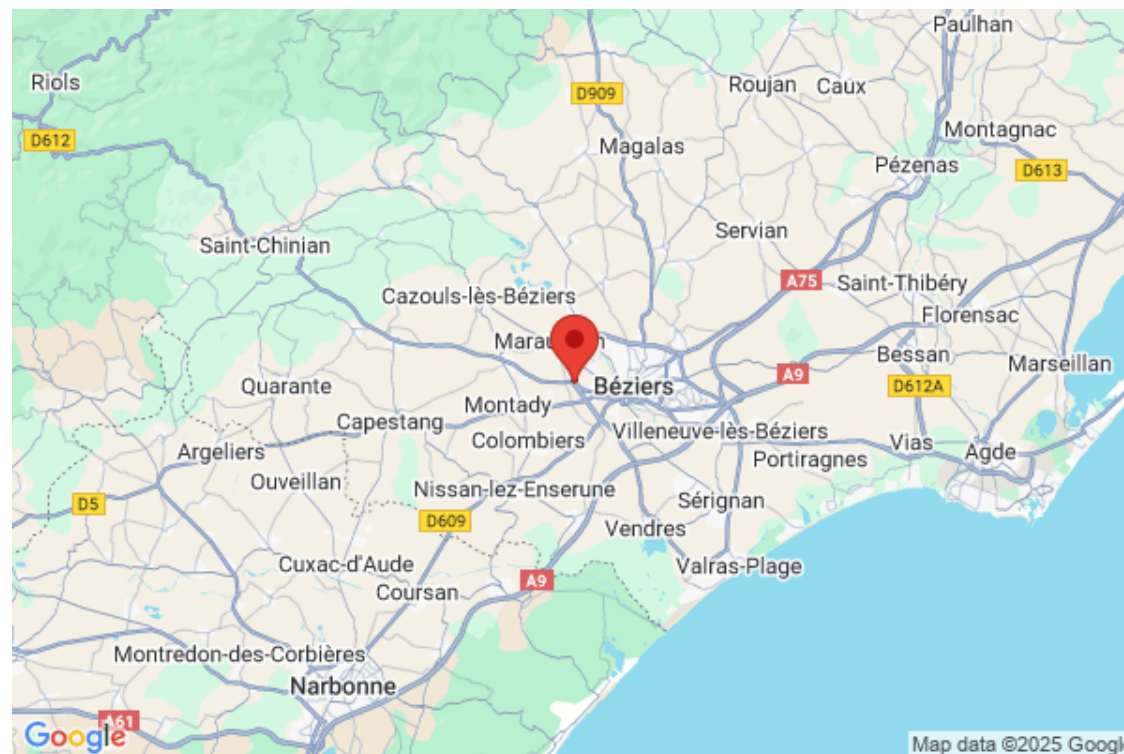 Paulhan
Riols
Roujan
Caux
D909
D612
Montagnac
Magalas
Pézenas
D613
Servian
Saint-Chinian
A75
Saint-Thibéry
Cazouls-lès-Béziers
Florensac
Bessan
Marseillan
A9
Quarante
Béziers
D612A
Montady
Capestang
Colombiers
Villeneuve-lès-Béziers
Vias
Agde
Argeliers
Portiragnes
Ouveillan
Nissan-lez-Enserune
D5
Sérignan
D609
Vendres
Cuxac-d'Aude
Valras-Plage
A9
Coursan
Montredon-des-Corbières
Narbonne
A61
Google
Map data ©2025 Google